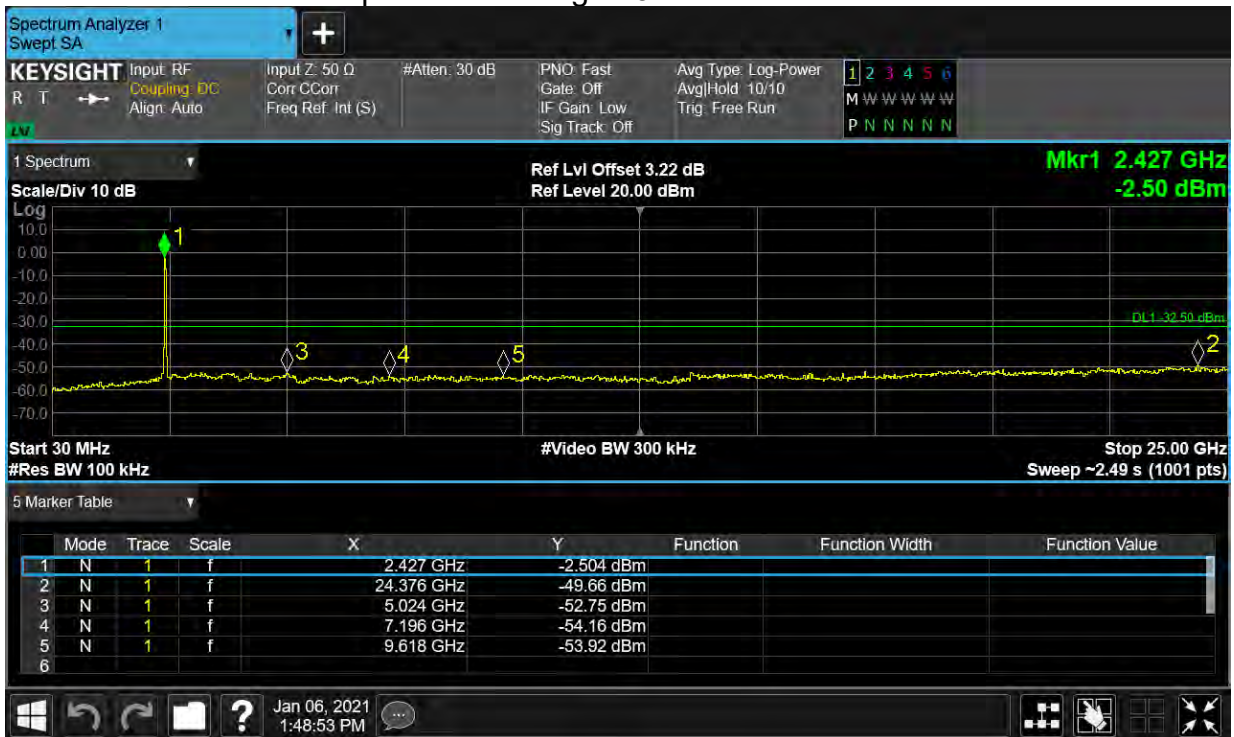 Spectrum Analyzer 1
Swept SA
+
KEYSIGHT Input: RF Input Z: 50 Ω #Atten: 30 dB PNO: Fast Avg Type: Log-Power 1 2 3 4 5 6
R T Coupling: DC Corr CCorr Gate: Off Avg|Hold: 10/10 M W W W W W
Align: Auto Freq Ref: Int (S) IF Gain: Low Trig: Free Run P N N N N N
Sig Track: Off
LXI
1 Spectrum Ref Lvl Offset 3.22 dB Mkr1 2.427 GHz
Scale/Div 10 dB Ref Level 20.00 dBm -2.50 dBm
Log
10.0
1
0.00
-10.0
-20.0
-30.0 DL1 -32.50 dBm
-40.0
3 4 5 2
-50.0
-60.0
-70.0
Start 30 MHz #Video BW 300 kHz Stop 25.00 GHz
#Res BW 100 kHz Sweep ~2.49 s (1001 pts)
5 Marker Table
Mode Trace Scale X Y Function Function Width Function Value
1 N 1 f 2.427 GHz -2.504 dBm
2 N 1 f 24.376 GHz -49.66 dBm
3 N 1 f 5.024 GHz -52.75 dBm
4 N 1 f 7.196 GHz -54.16 dBm
5 N 1 f 9.618 GHz -53.92 dBm
6
? Jan 06, 2021
1:48:53 PM